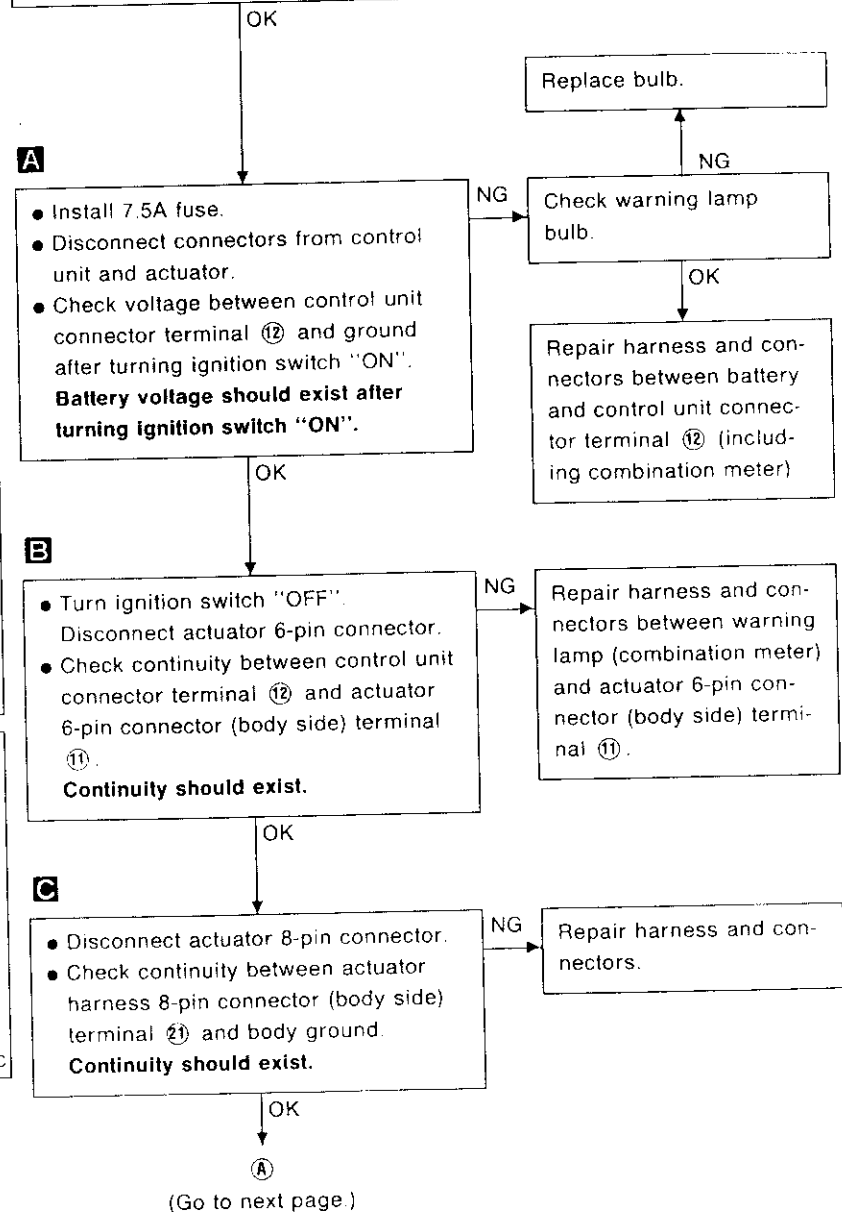 OK
Replace bulb.
NG
A
● Install 7.5A fuse.
● Disconnect connectors from control
unit and actuator.
● Check voltage between control unit
connector terminal ⑫ and ground
after turning ignition switch "ON".
Battery voltage should exist after
turning ignition switch "ON".
NG
Check warning lamp
bulb.
OK
Repair harness and con-
nectors between battery
and control unit connec-
tor terminal ⑫ (includ-
ing combination meter)
OK
B
● Turn ignition switch "OFF".
Disconnect actuator 6-pin connector.
● Check continuity between control unit
connector terminal ⑫ and actuator
6-pin connector (body side) terminal
⑪.
Continuity should exist.
NG
Repair harness and con-
nectors between warning
lamp (combination meter)
and actuator 6-pin con-
nector (body side) termi-
nal ⑪.
OK
C
● Disconnect actuator 8-pin connector.
● Check continuity between actuator
harness 8-pin connector (body side)
terminal ㉑ and body ground.
Continuity should exist.
NG
Repair harness and con-
nectors.
C
OK
Ⓐ
(Go to next page.)